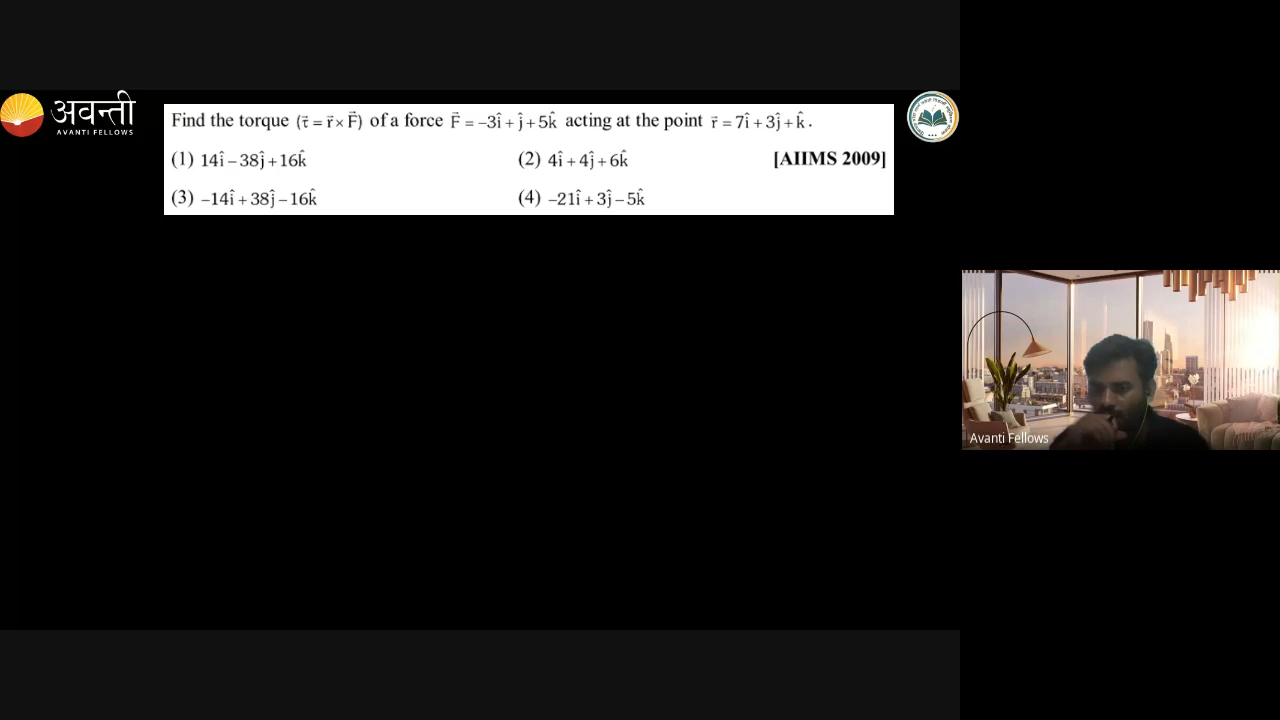 अवन्ती
AVANTI FELLOWS
Find the torque (τ⃗ = r⃗ × F⃗) of a force F⃗ = −3î + ĵ + 5k̂ acting at the point r⃗ = 7î + 3ĵ + k̂.
(1) 14î − 38ĵ + 16k̂ (2) 4î + 4ĵ + 6k̂ [AIIMS 2009]
(3) −14î + 38ĵ − 16k̂ (4) −21î + 3ĵ − 5k̂
Avanti Fellows